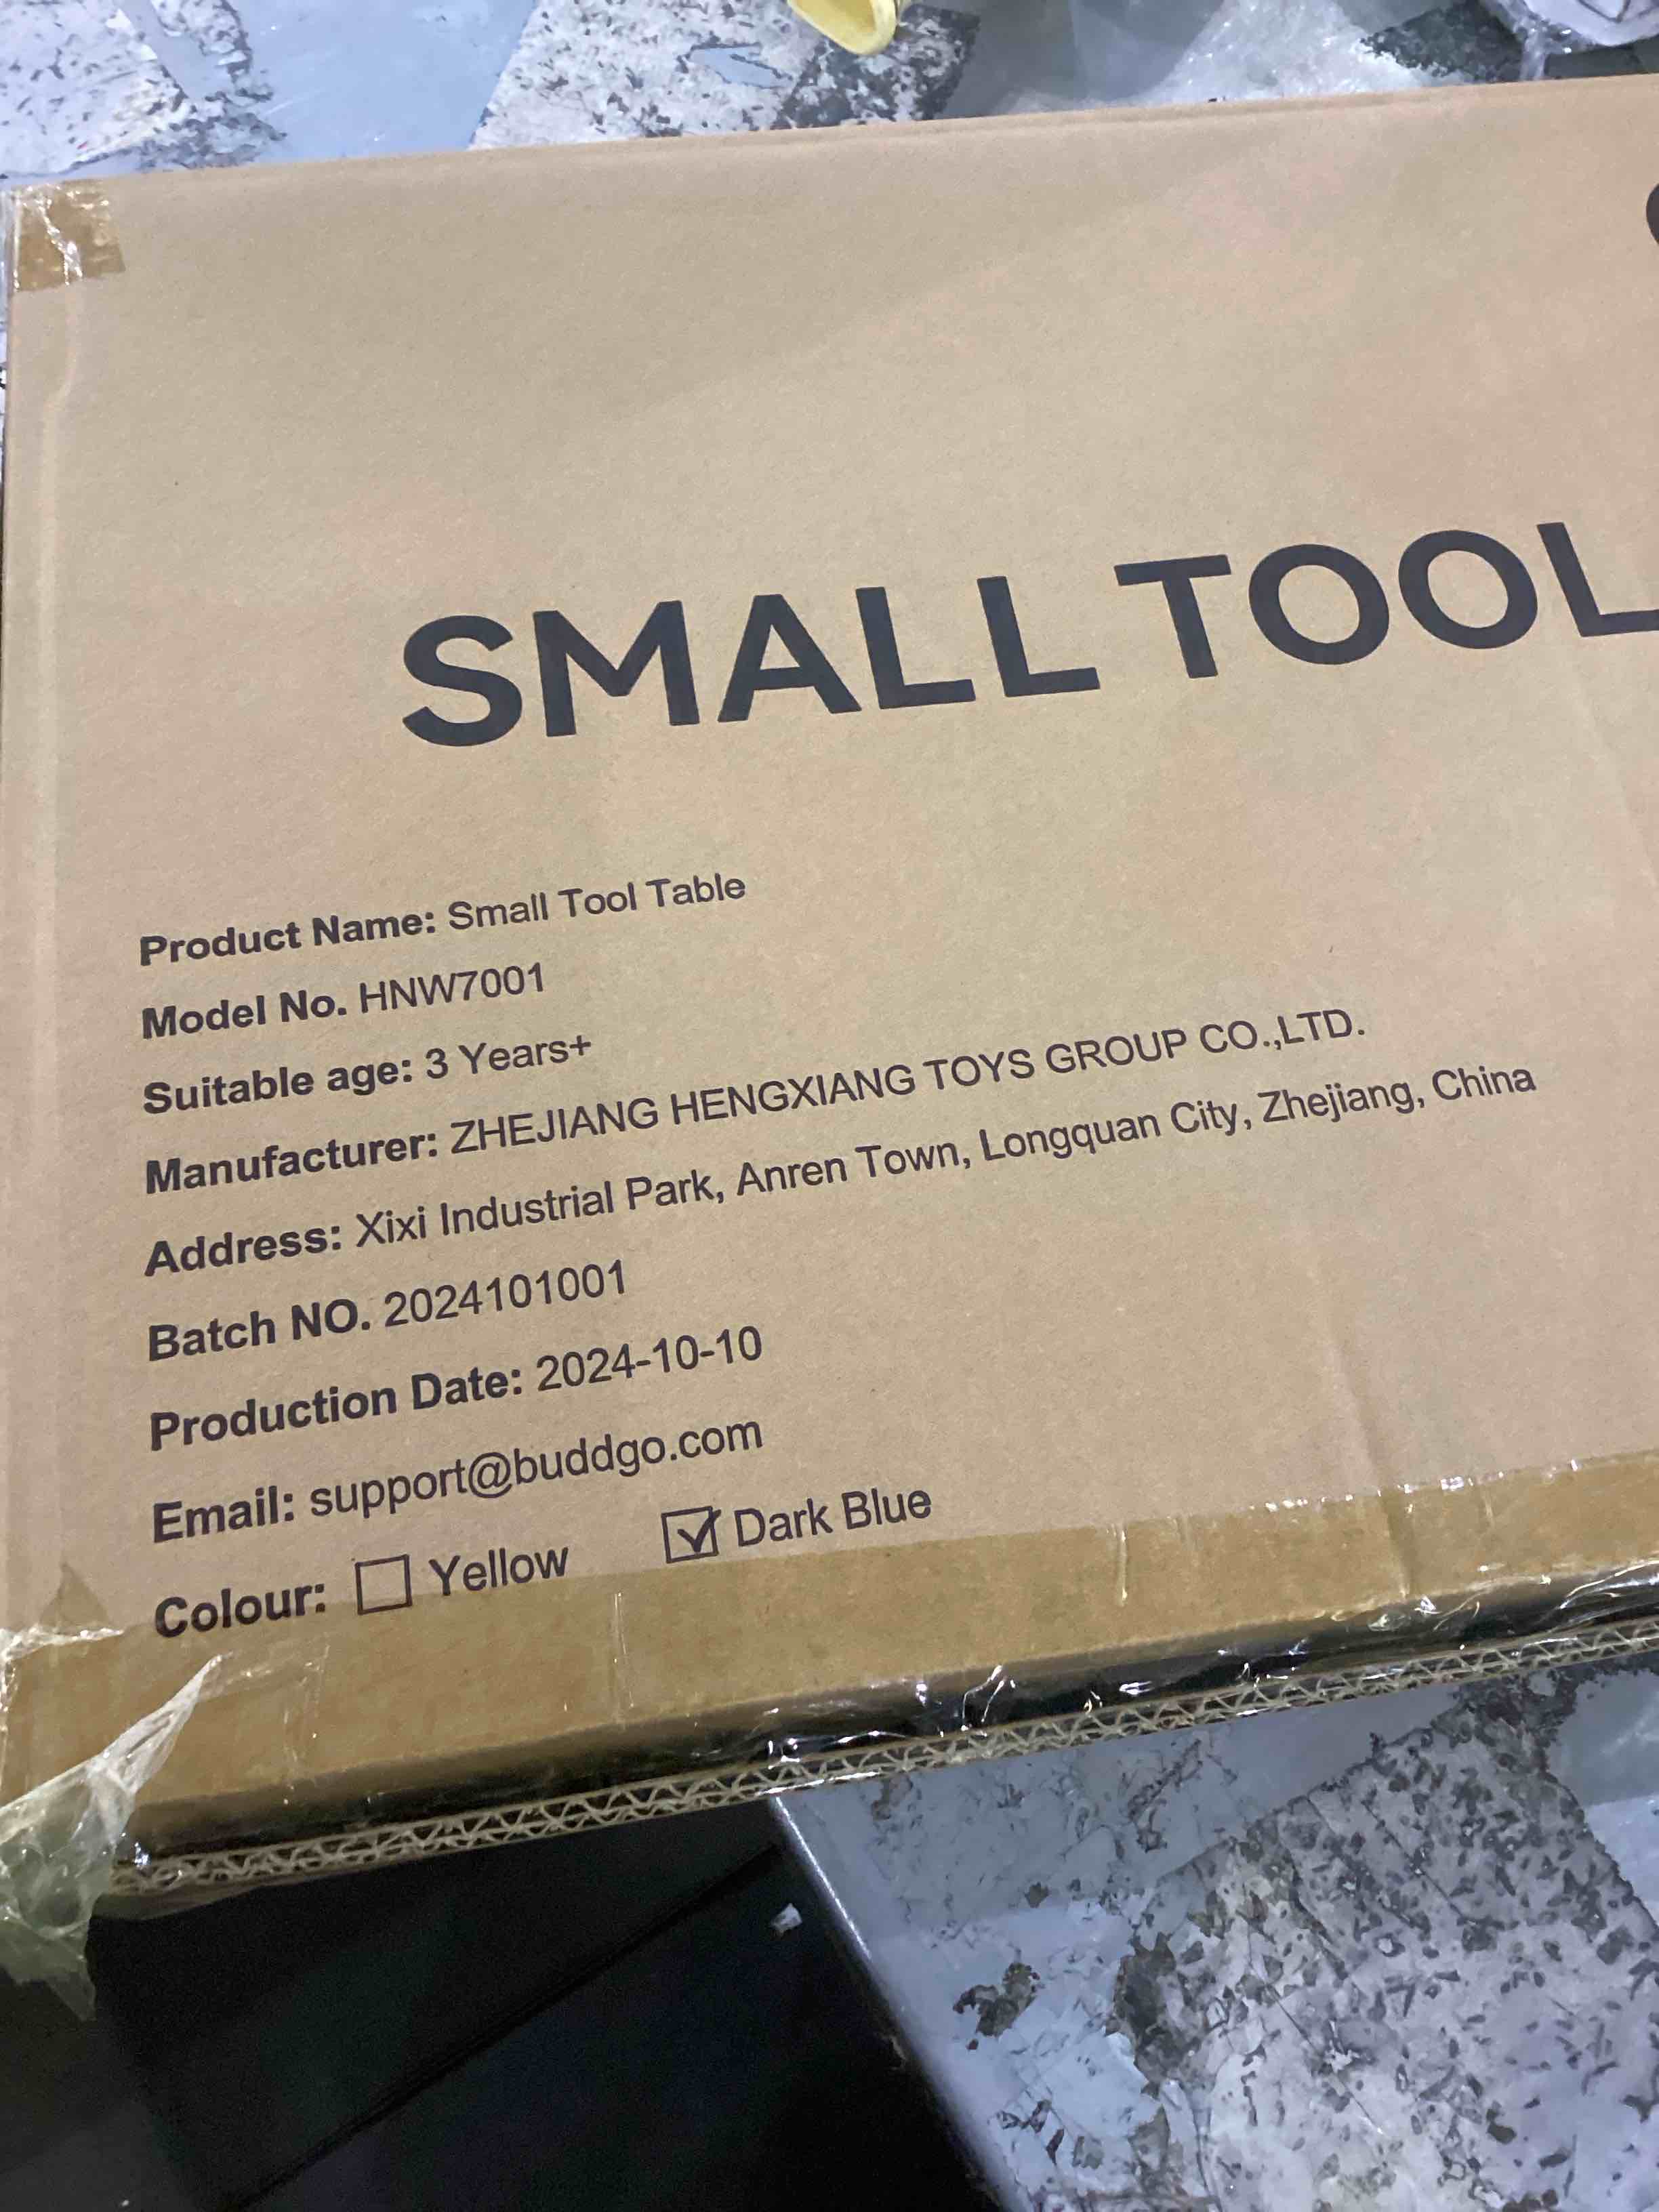 SMALL TOOL
Product Name: Small Tool Table
Model No. HNW7001
Suitable age: 3 Years+
Manufacturer: ZHEJIANG HENGXIANG TOYS GROUP CO.,LTD.
Address: Xixi Industrial Park, Anren Town, Longquan City, Zhejiang, China
Batch NO. 2024101001
Production Date: 2024-10-10
Email: support@buddgo.com
Colour: ☐ Yellow ☑ Dark Blue